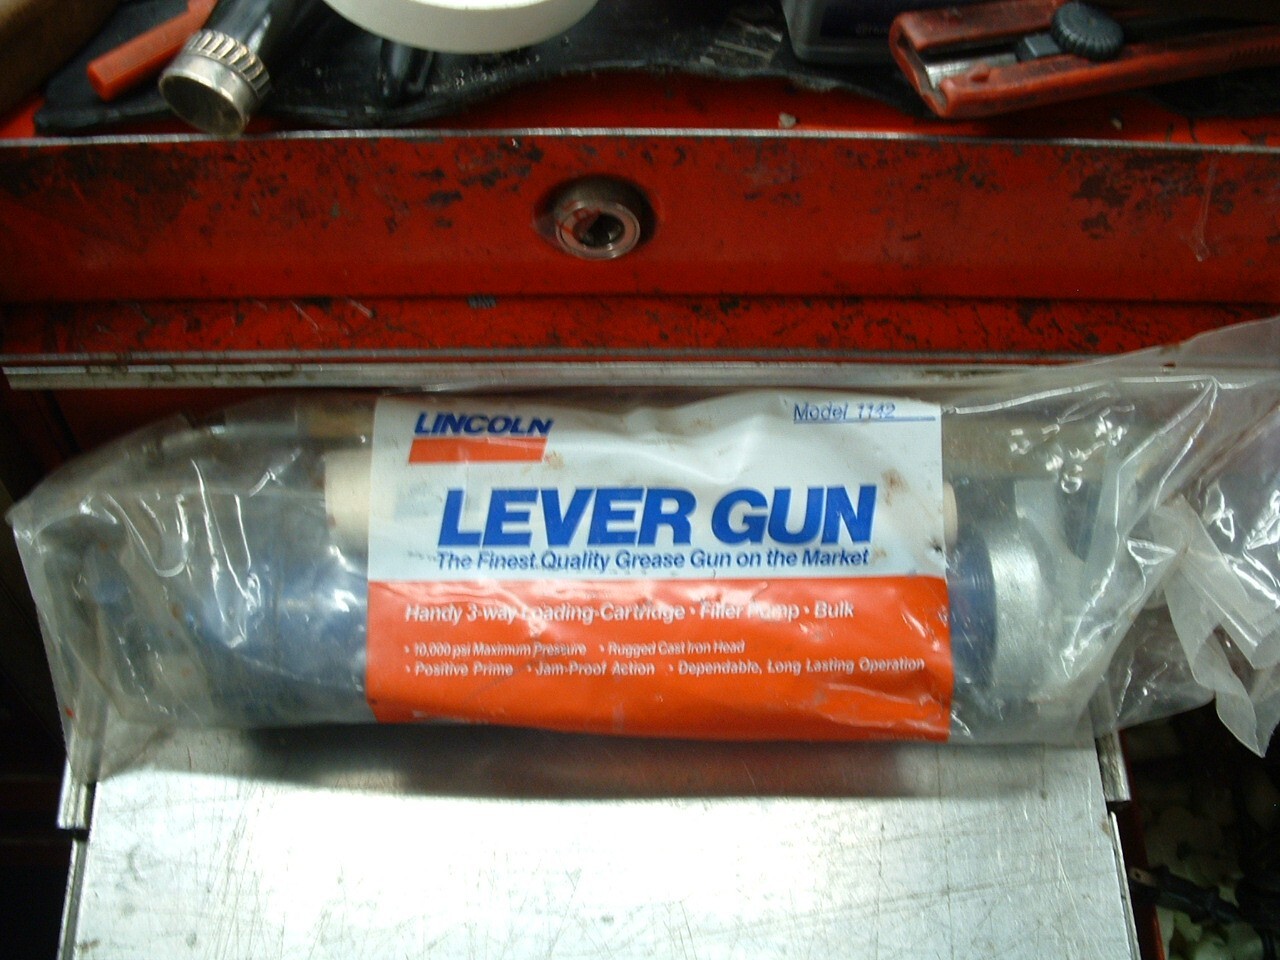 LINCOLN
Model 1142
LEVER GUN
The Finest Quality Grease Gun on the Market
Handy 3-way Loading-Cartridge • Filler Pump • Bulk
• 10,000 psi Maximum Pressure • Rugged Cast Iron Head
• Positive Prime • Jam-Proof Action • Dependable, Long Lasting Operation